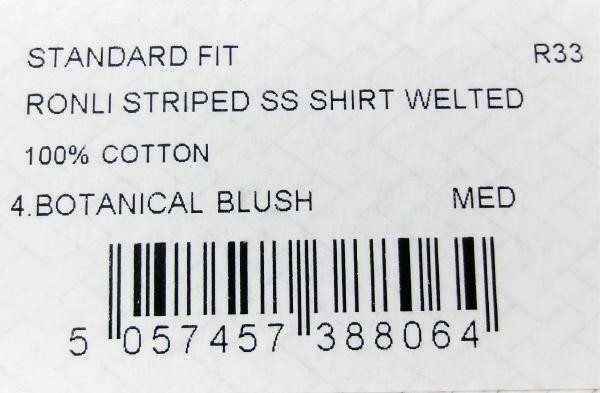 STANDARD FIT R33
RONLI STRIPED SS SHIRT WELTED
100% COTTON
4.BOTANICAL BLUSH MED
5 057457 388064